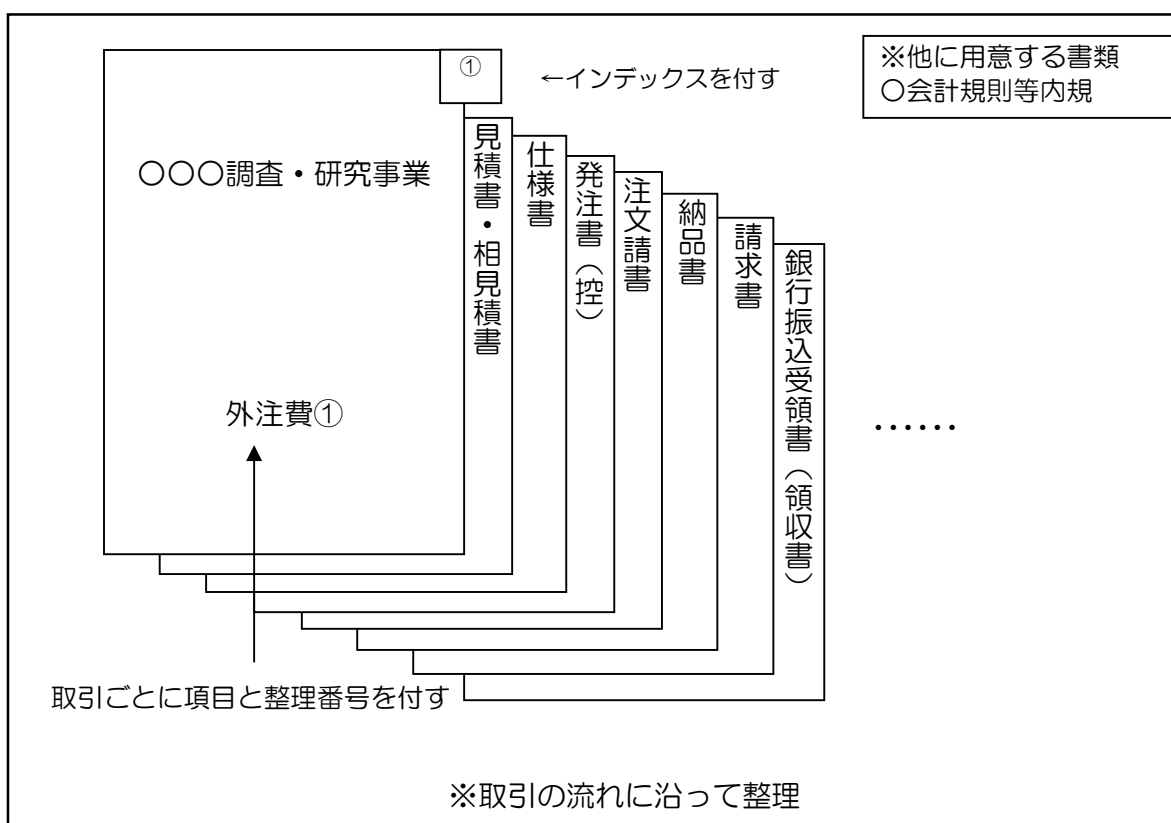 ①
←インデックスを付す
※他に用意する書類
〇会計規則等内規
〇〇〇調査・研究事業
見積書・相見積書
仕様書
発注書（控）
注文請書
納品書
請求書
銀行振込受領書（領収書）
……
外注費①
取引ごとに項目と整理番号を付す
※取引の流れに沿って整理